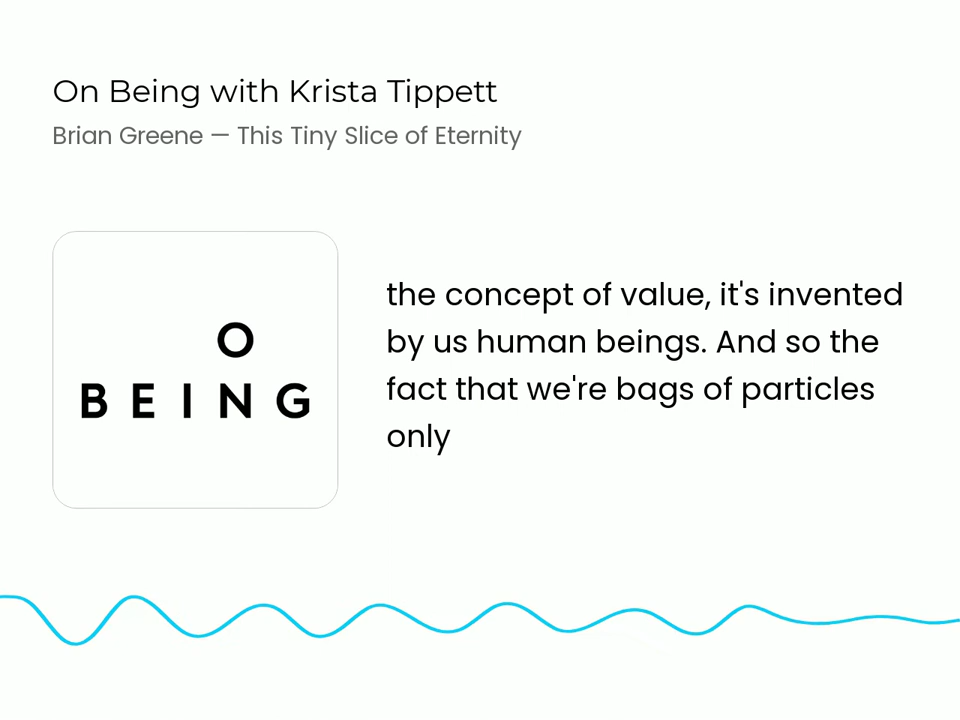 On Being with Krista Tippett
Brian Greene — This Tiny Slice of Eternity
O
BEING
the concept of value, it's invented
by us human beings. And so the
fact that we're bags of particles
only